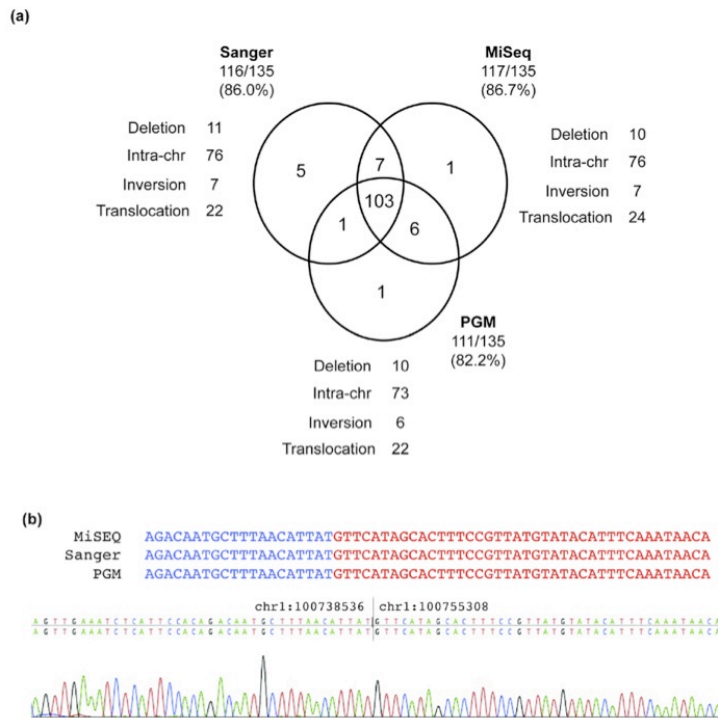 (a)
Sanger
116/135
(86.0%)
MiSeq
117/135
(86.7%)
Deletion 11
Intra-chr 76
Inversion 7
Translocation 22
5
7
1
103
1
6
1
Deletion 10
Intra-chr 76
Inversion 7
Translocation 24
PGM
111/135
(82.2%)
Deletion 10
Intra-chr 73
Inversion 6
Translocation 22
(b)
MiSEQ AGACAATGCTTTAACATTATGTTCATAGCACTTTCCGTTATGTATACATTTCAAATAACA
Sanger AGACAATGCTTTAACATTATGTTCATAGCACTTTCCGTTATGTATACATTTCAAATAACA
PGM AGACAATGCTTTAACATTATGTTCATAGCACTTTCCGTTATGTATACATTTCAAATAACA
chr1:100738536 chr1:100755308
AGTTGAAATCTCATTCCACAGACAATGCTTTAACATTATGTTCATAGCACTTTCCGTTATGTATACATTTCAAATAACA
AGTTGAAATCTCATTCCACAGACAATGCTTTAACATTATGTTCATAGCACTTTCCGTTATGTATACATTTCAAATAACA